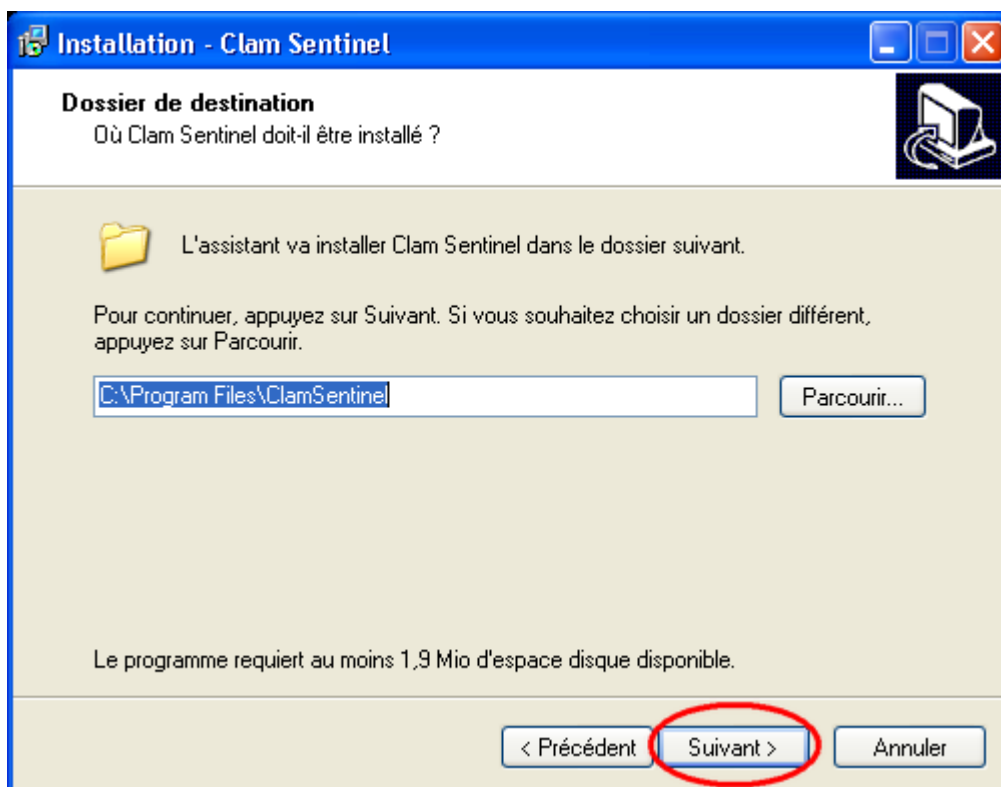 Installation - Clam Sentinel
Dossier de destination
Où Clam Sentinel doit-il être installé ?
L'assistant va installer Clam Sentinel dans le dossier suivant.
Pour continuer, appuyez sur Suivant. Si vous souhaitez choisir un dossier différent,
appuyez sur Parcourir.
C:\Program Files\ClamSentinel
Parcourir...
Le programme requiert au moins 1,9 Mio d'espace disque disponible.
< Précédent
Suivant >
Annuler